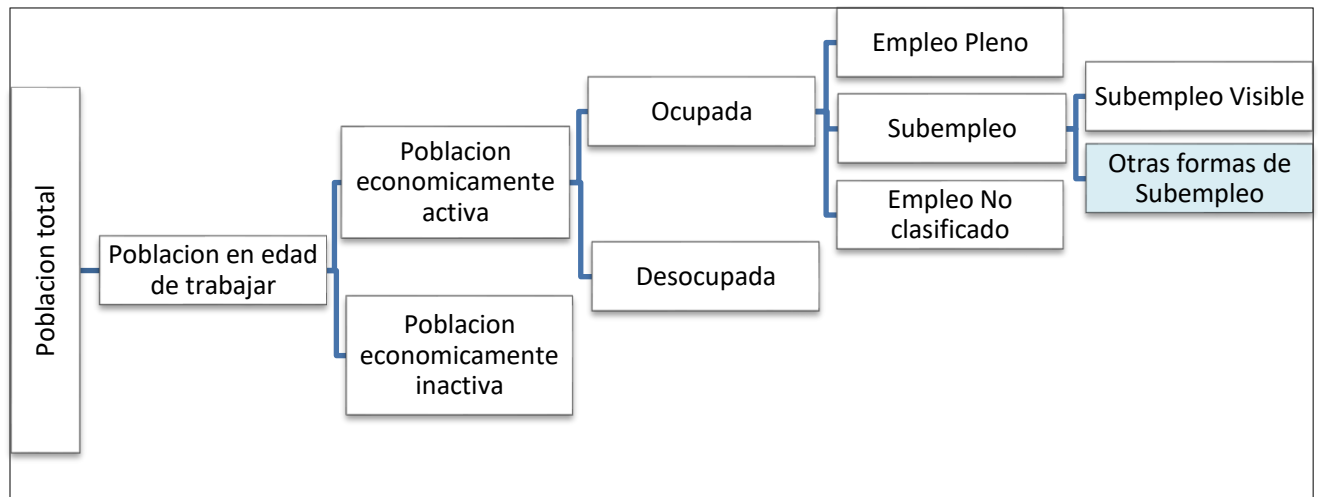 Poblacion total
Poblacion en edad
de trabajar
Poblacion
economicamente
activa
Poblacion
economicamente
inactiva
Ocupada
Desocupada
Empleo Pleno
Subempleo
Empleo No
clasificado
Subempleo Visible
Otras formas de
Subempleo